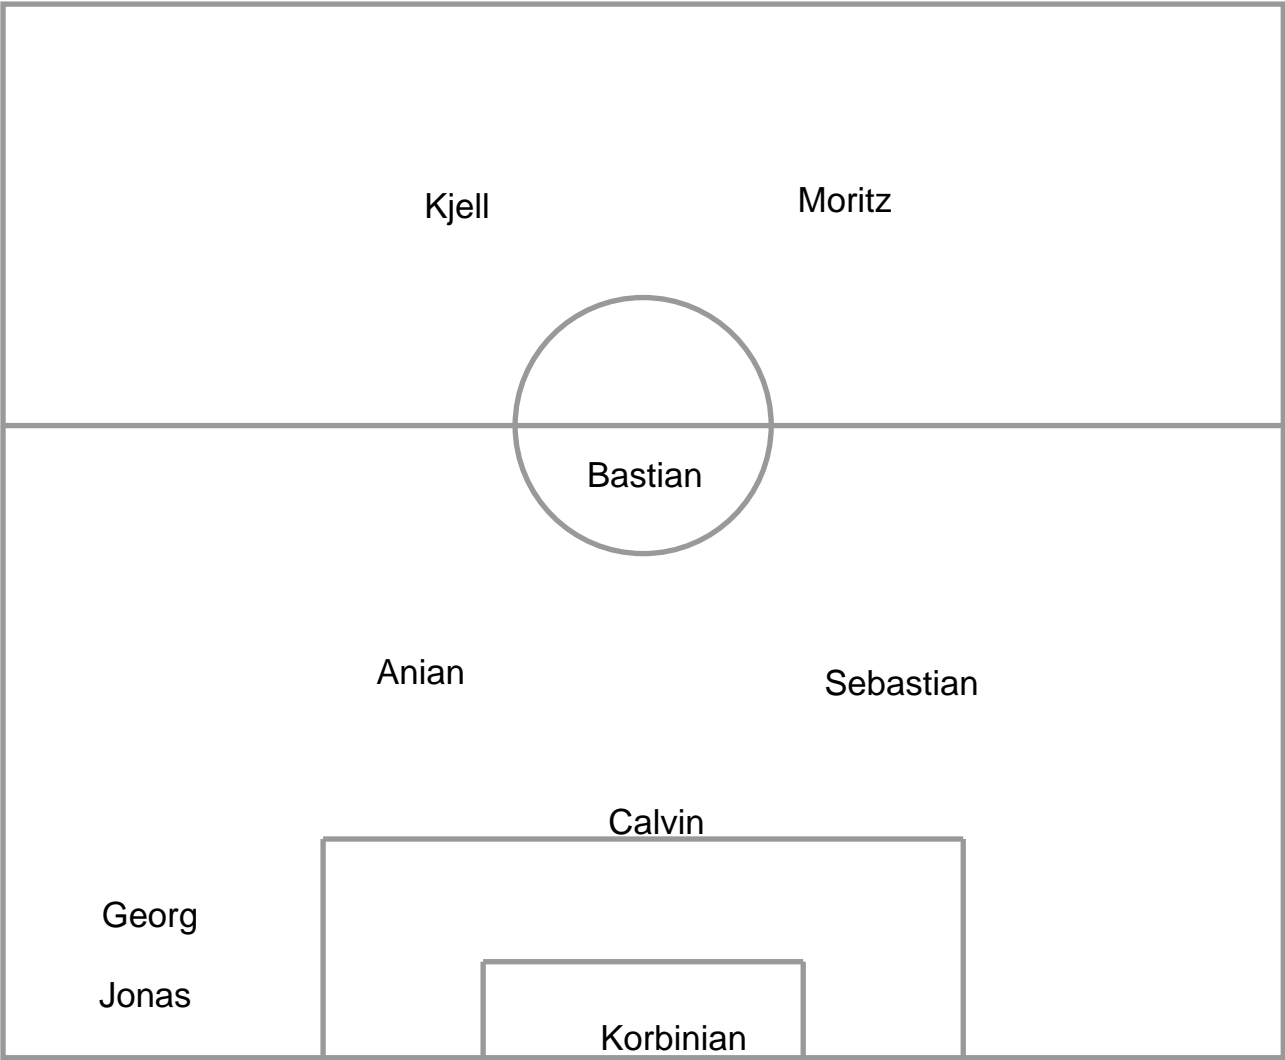 Kjell
Moritz
Bastian
Anian
Sebastian
Calvin
Georg
Jonas
Korbinian